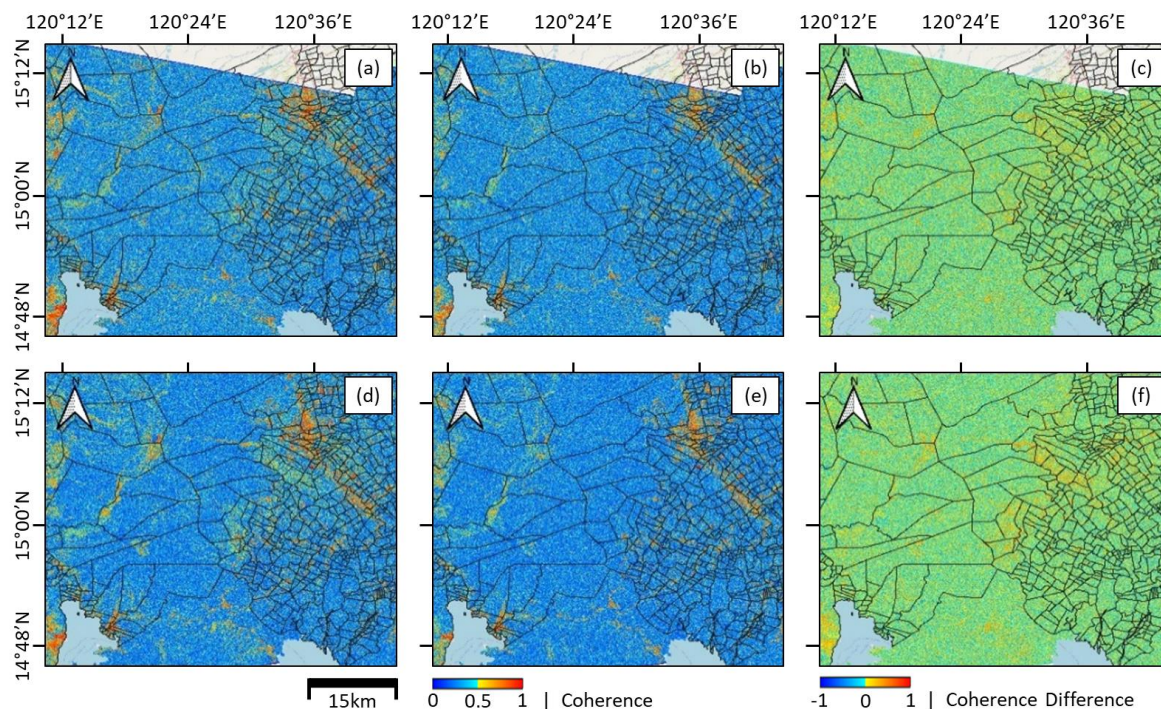 120°12′E 120°24′E 120°36′E 120°12′E 120°24′E 120°36′E 120°12′E 120°24′E 120°36′E
15°12′N
15°00′N
14°48′N
N (a)
N (b)
N (c)
15°12′N
15°00′N
14°48′N
N (d)
N (e)
N (f)
15km
0 0.5 1 | Coherence
-1 0 1 | Coherence Difference